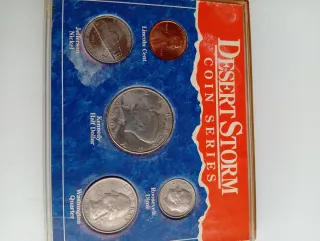 DESERT STORM
COIN SERIES
Lincoln Cent
Jefferson
Nickel
Kennedy
Half Dollar
Roosevelt
Dime
Washington
Quarter